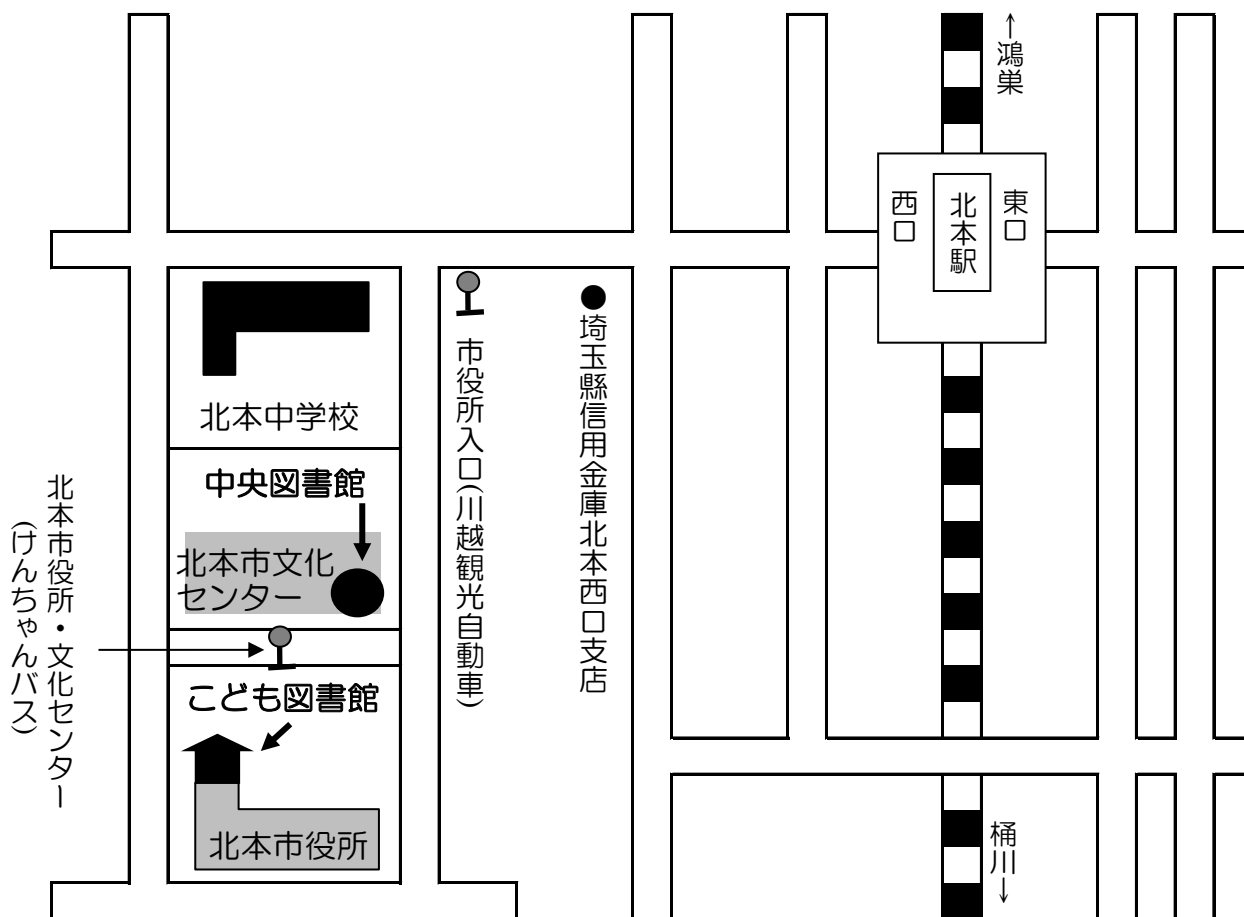 ↑鴻巣
西口
北本駅
東口
北本中学校
中央図書館
北本市文化
センター
こども図書館
北本市役所
北本市役所・文化センター
(けんちゃんバス)
市役所入口(川越観光自動車)
●埼玉縣信用金庫北本西口支店
桶川↓